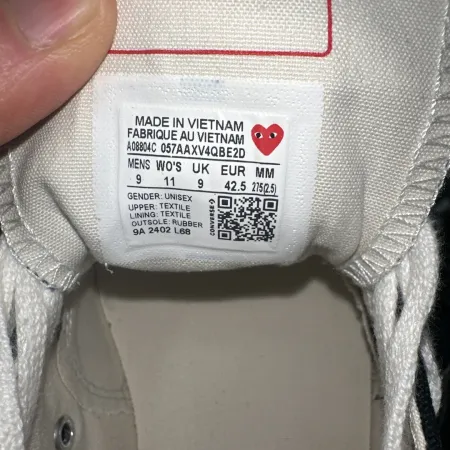 MADE IN VIETNAM
FABRIQUE AU VIETNAM
A08804C 057AAXV4QBE2D
MENS WO'S UK EUR MM
9 11 9 42.5 275(2.5)
GENDER: UNISEX
UPPER: TEXTILE
LINING: TEXTILE
OUTSOLE: RUBBER
9A 2402 L68
CONVERSE